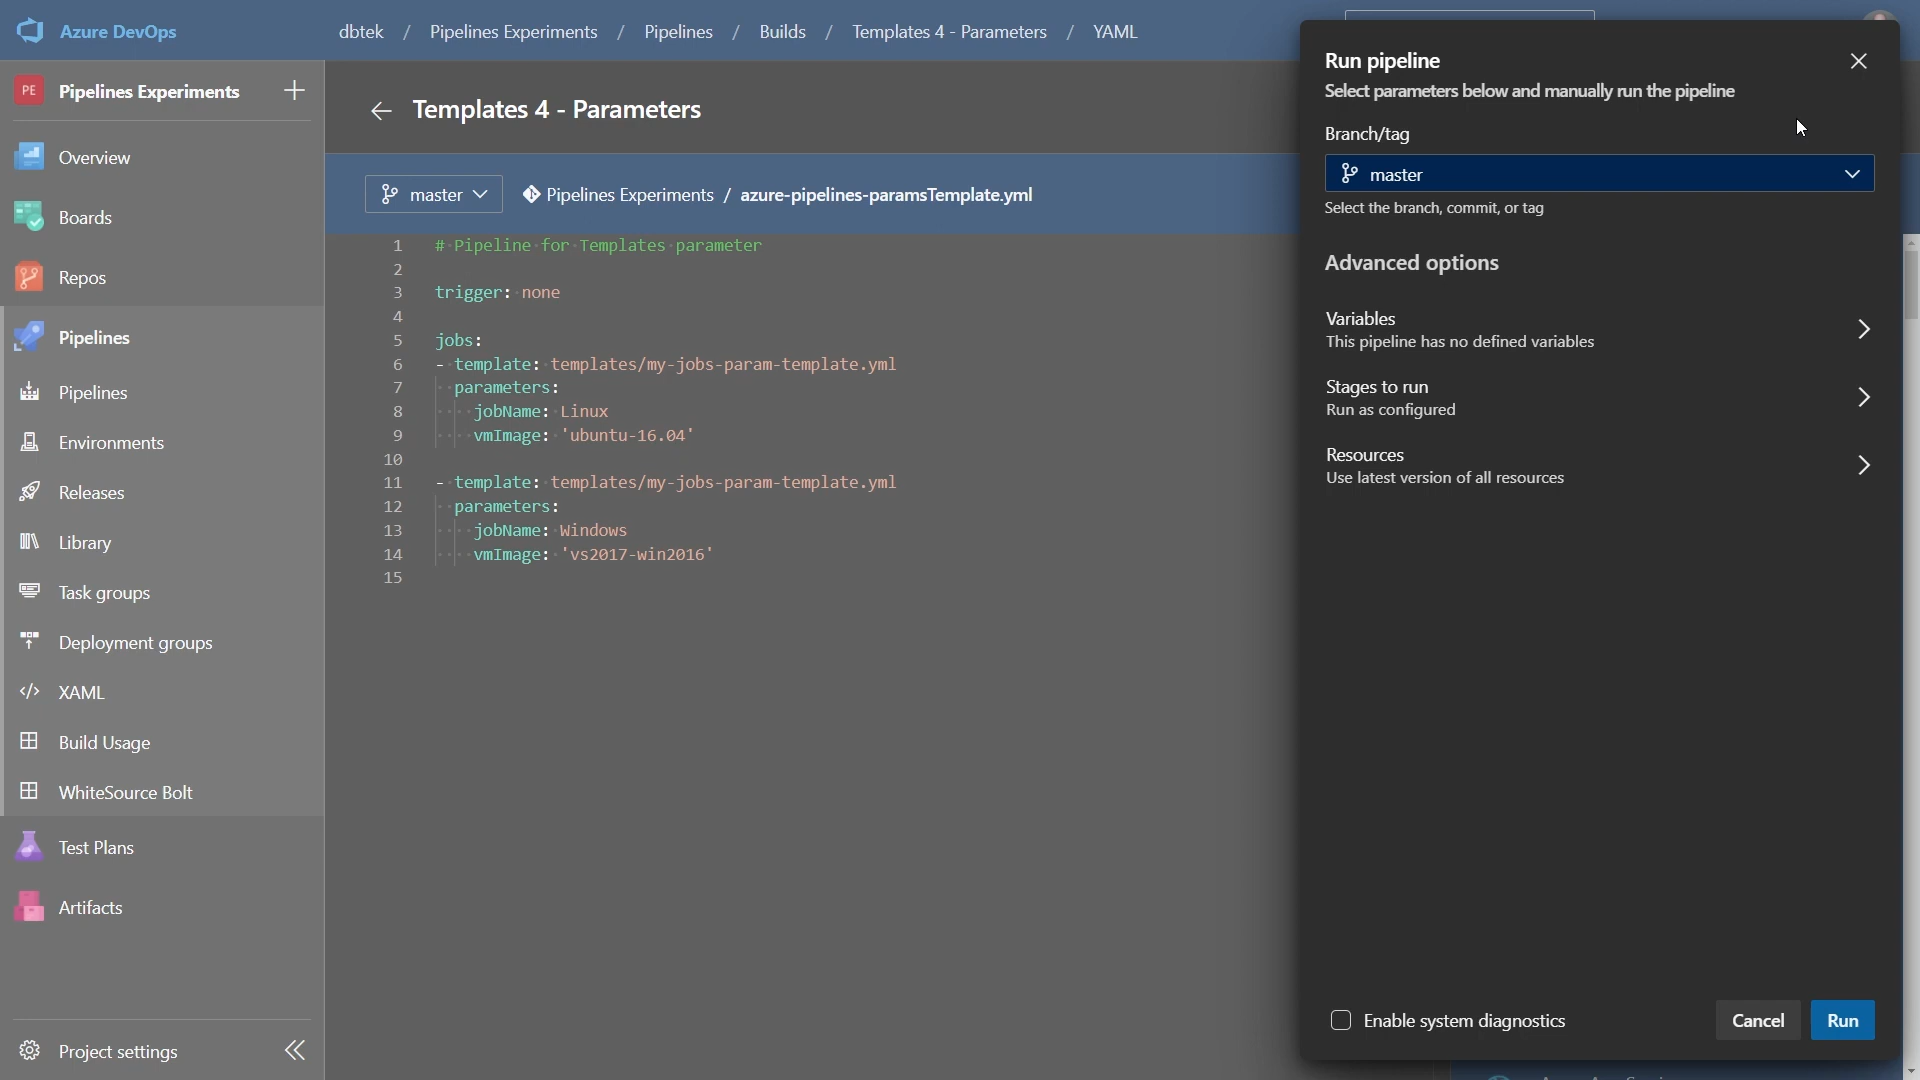 Azure DevOps
dbtek / Pipelines Experiments / Pipelines / Builds / Templates 4 - Parameters / YAML
PE Pipelines Experiments
Overview
Boards
Repos
Pipelines
Pipelines
Environments
Releases
Library
Task groups
Deployment groups
XAML
Build Usage
WhiteSource Bolt
Test Plans
Artifacts
Project settings
Templates 4 - Parameters
master
Pipelines Experiments / azure-pipelines-paramsTemplate.yml
1 # Pipeline for Templates parameter
2
3 trigger: none
4
5 jobs:
6 - template: templates/my-jobs-param-template.yml
7 parameters:
8 jobName: Linux
9 vmImage: 'ubuntu-16.04'
10
11 - template: templates/my-jobs-param-template.yml
12 parameters:
13 jobName: Windows
14 vmImage: 'vs2017-win2016'
15
Run pipeline
Select parameters below and manually run the pipeline
Branch/tag
master
Select the branch, commit, or tag
Advanced options
Variables
This pipeline has no defined variables
Stages to run
Run as configured
Resources
Use latest version of all resources
Enable system diagnostics
Cancel
Run